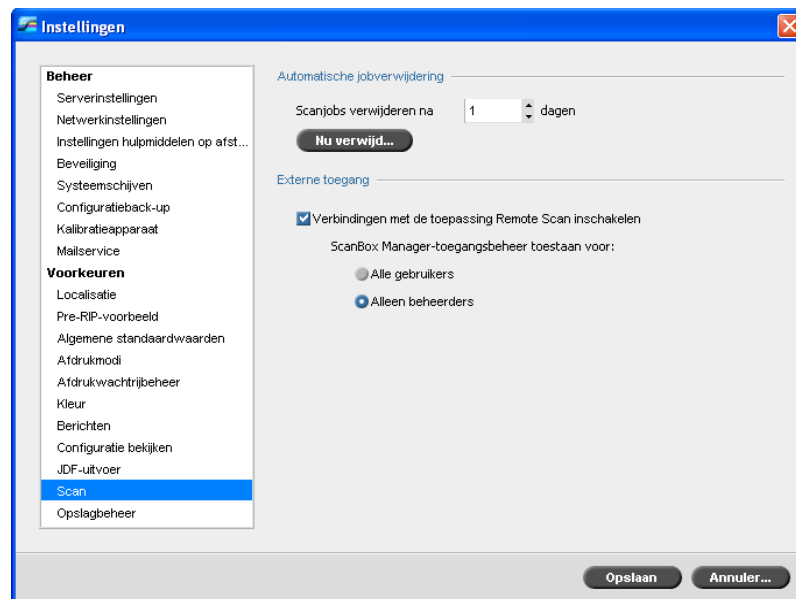 Instellingen
Beheer
Serverinstellingen
Netwerkinstellingen
Instellingen hulpmiddelen op afst...
Beveiliging
Systeemschijven
Configuratieback-up
Kalibratieapparaat
Mailservice
Voorkeuren
Localisatie
Pre-RIP-voorbeeld
Algemene standaardwaarden
Afdrukmodi
Afdrukwachtrijbeheer
Kleur
Berichten
Configuratie bekijken
JDF-uitvoer
Scan
Opslagbeheer
Automatische jobverwijdering
Scanjobs verwijderen na 1 dagen
Nu verwijd...
Externe toegang
Verbindingen met de toepassing Remote Scan inschakelen
ScanBox Manager-toegangsbeheer toestaan voor:
Alle gebruikers
Alleen beheerders
Opslaan Annuler...